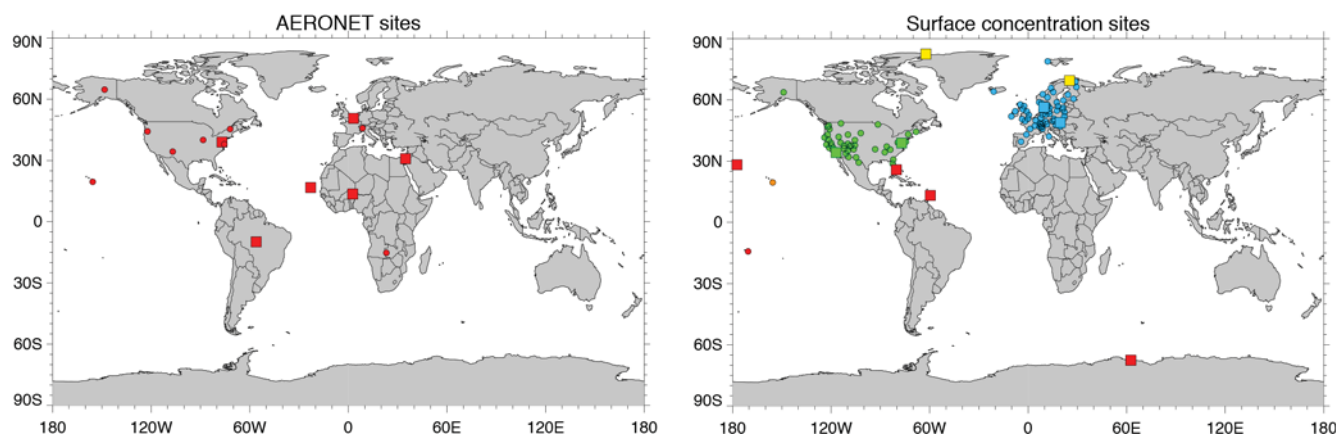 AERONET sites
90N
60N
30N
0
30S
60S
90S
180 120W 60W 0 60E 120E 180
Surface concentration sites
90N
60N
30N
0
30S
60S
90S
180 120W 60W 0 60E 120E 180